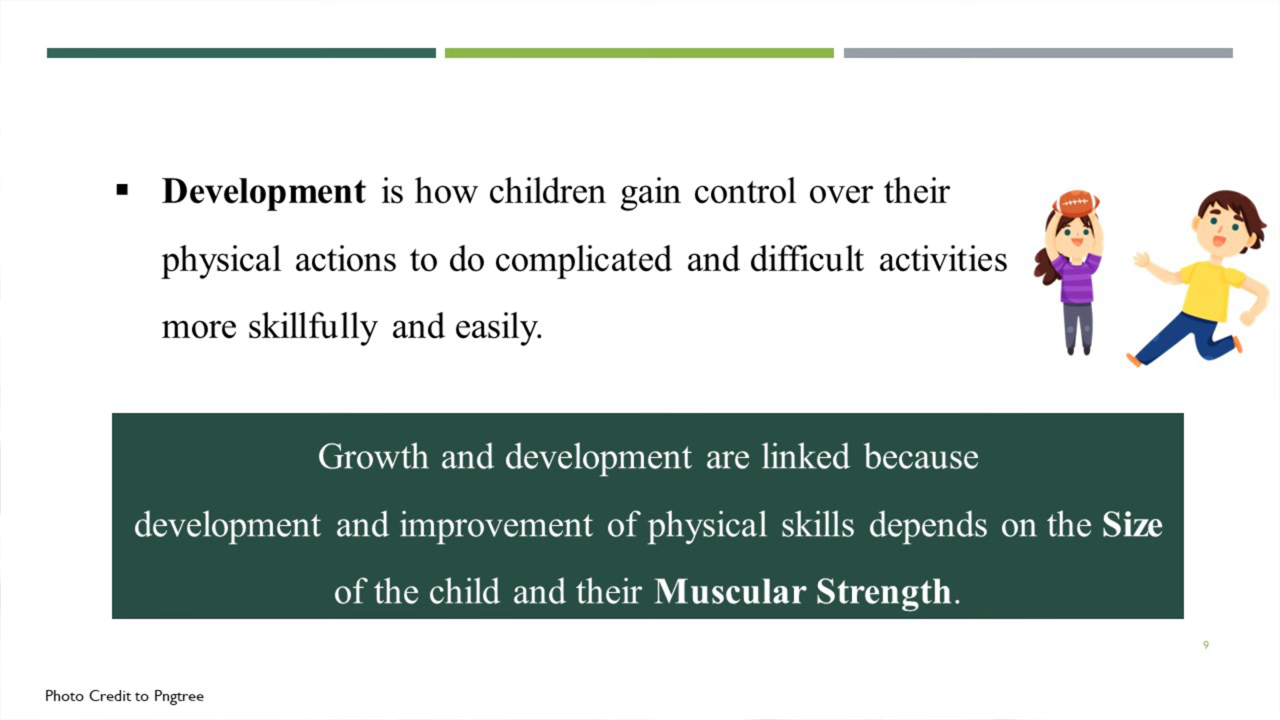 ▪ Development is how children gain control over their
physical actions to do complicated and difficult activities
more skillfully and easily.
Growth and development are linked because
development and improvement of physical skills depends on the Size
of the child and their Muscular Strength.
9
Photo Credit to Pngtree